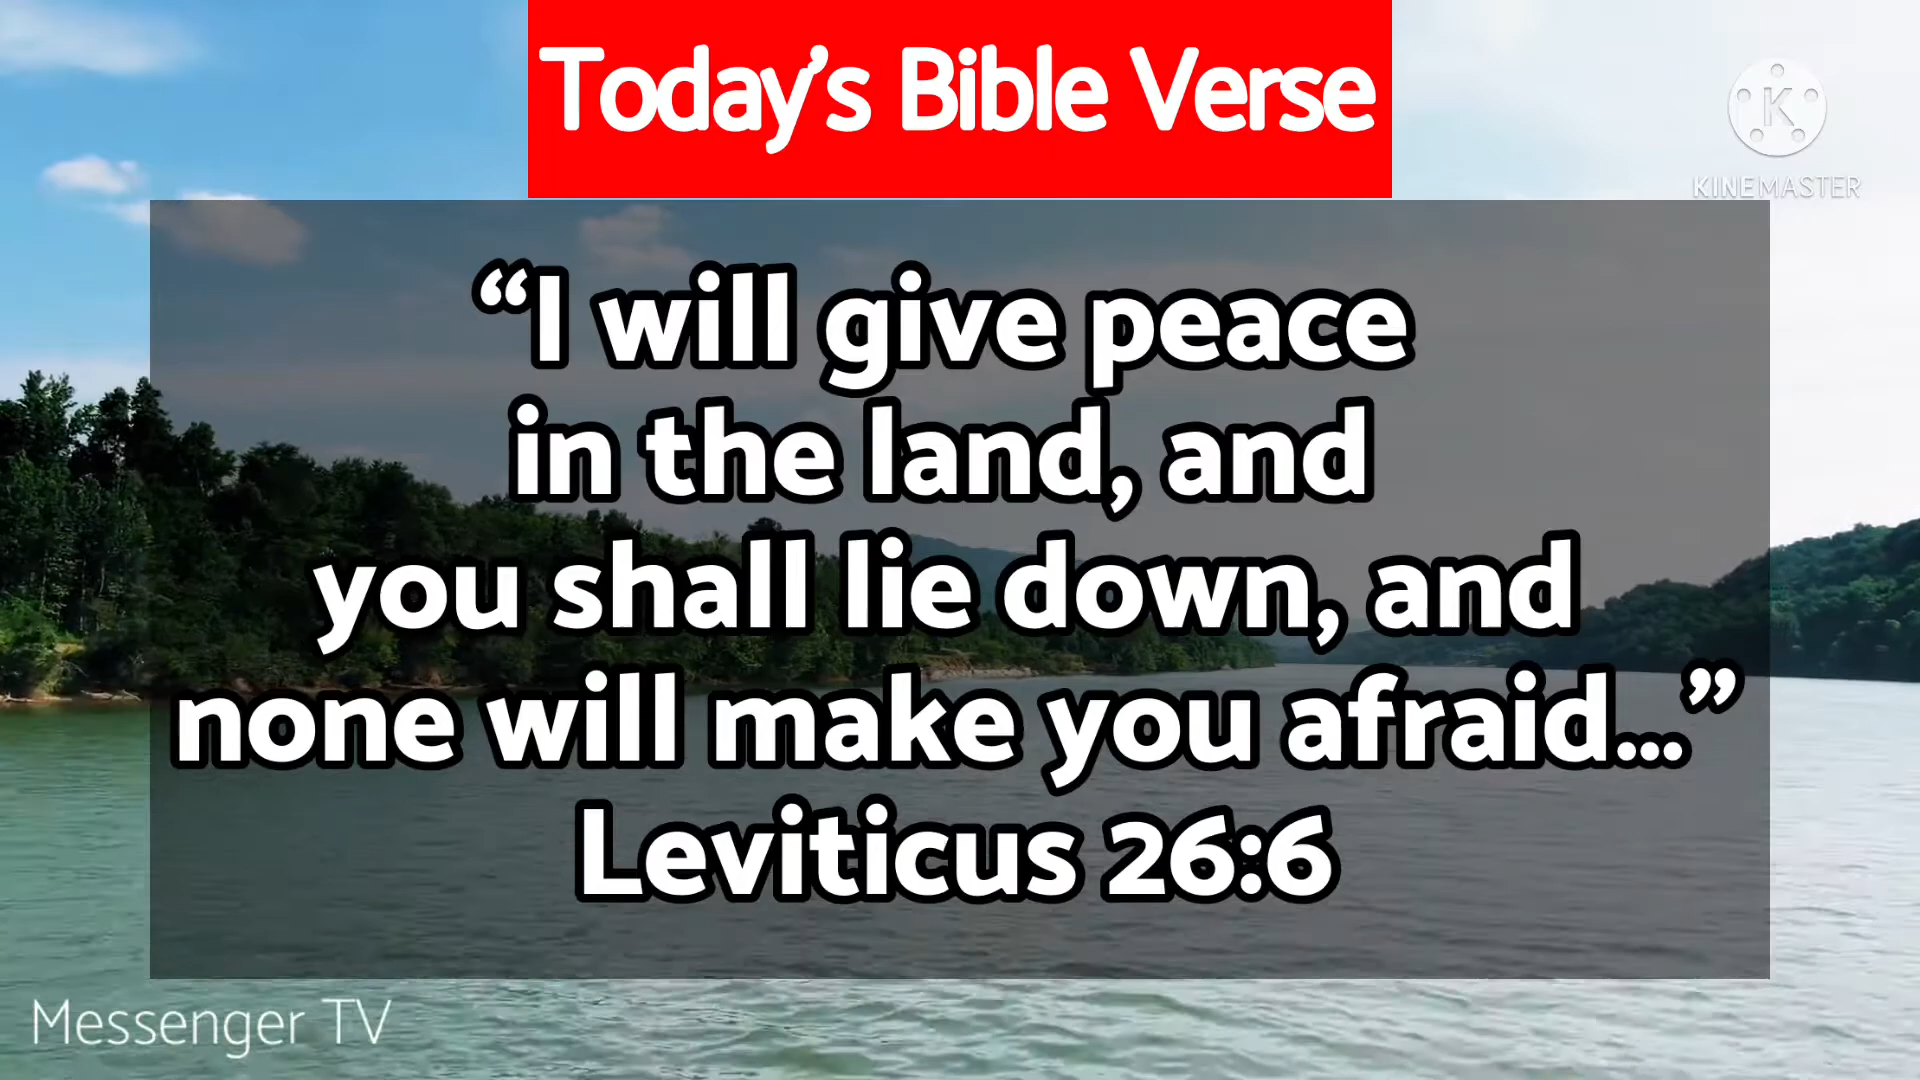 Today's Bible Verse
K
KINEMASTER
“I will give peace
in the land, and
you shall lie down, and
none will make you afraid...”
Leviticus 26:6
Messenger TV